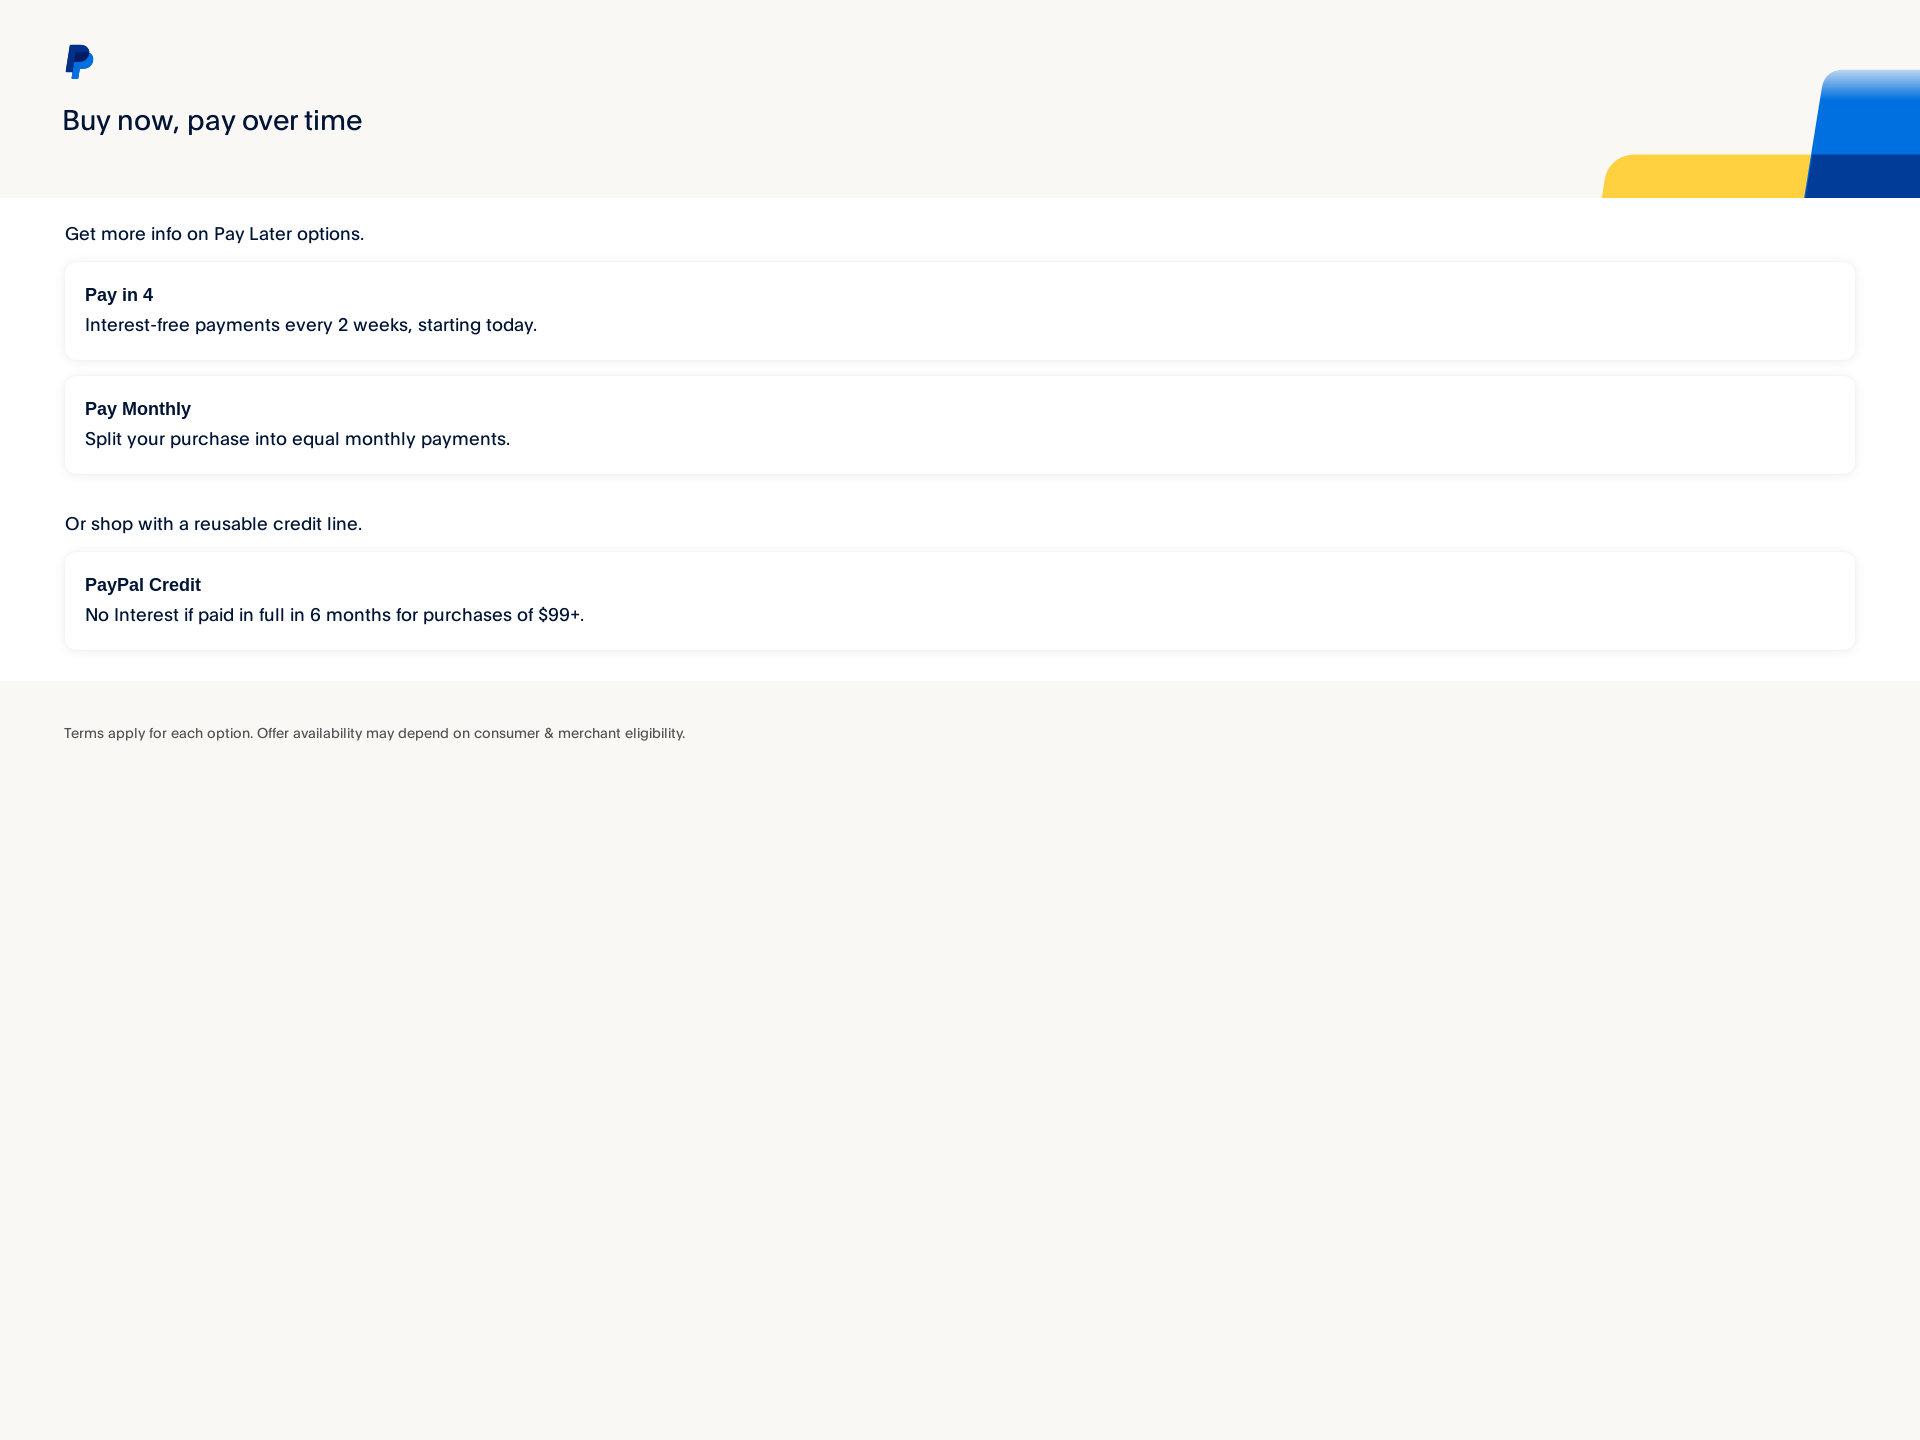 Buy now, pay over time
Get more info on Pay Later options.
Pay in 4
Interest-free payments every 2 weeks, starting today.
Pay Monthly
Split your purchase into equal monthly payments.
Or shop with a reusable credit line.
PayPal Credit
No Interest if paid in full in 6 months for purchases of $99+.
Terms apply for each option. Offer availability may depend on consumer & merchant eligibility.